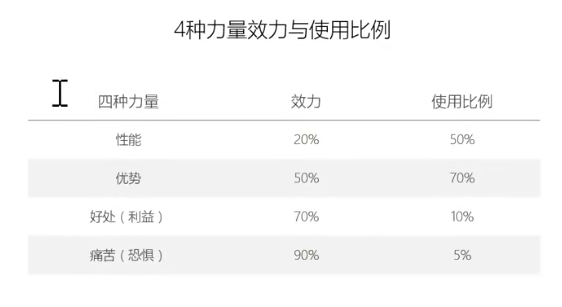 4种力量效力与使用比例
四种力量 效力 使用比例
性能 20% 50%
优势 50% 70%
好处（利益） 70% 10%
痛苦（恐惧） 90% 5%